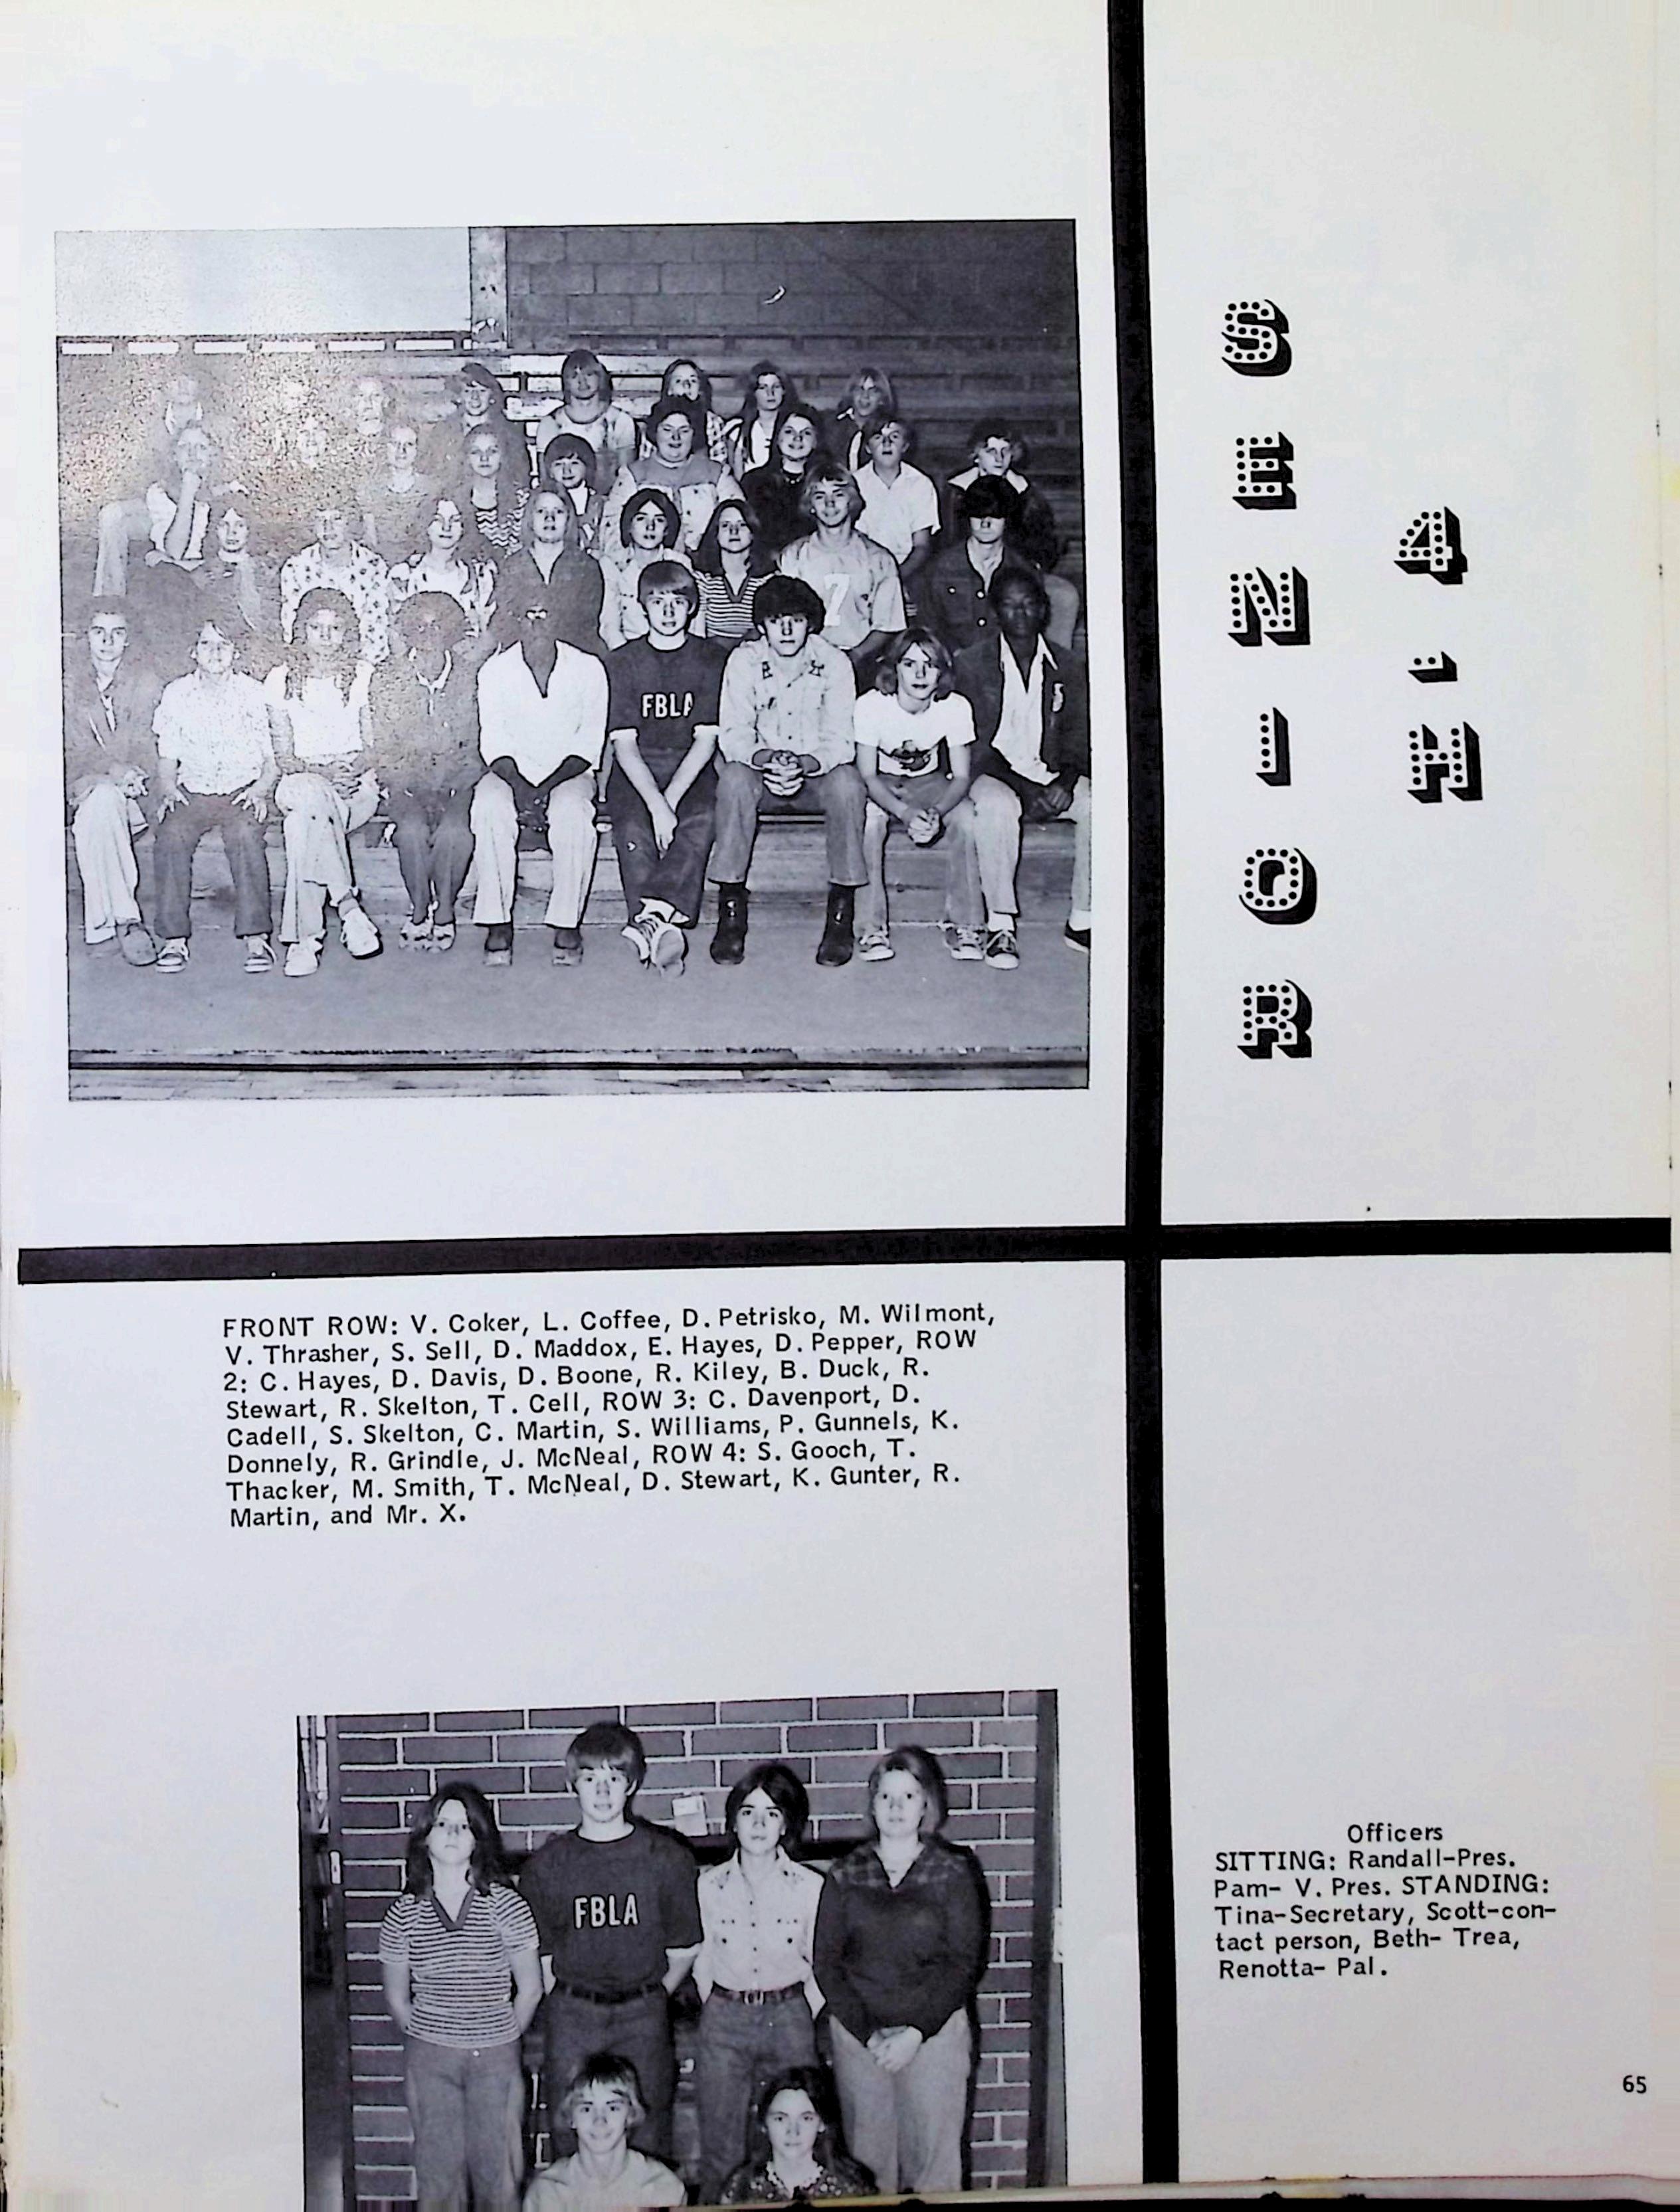 SENIOR
4-H
FBLA
7
FRONT ROW: V. Coker, L. Coffee, D. Petrisko, M. Wilmont,
V. Thrasher, S. Sell, D. Maddox, E. Hayes, D. Pepper, ROW
2: C. Hayes, D. Davis, D. Boone, R. Kiley, B. Duck, R.
Stewart, R. Skelton, T. Cell, ROW 3: C. Davenport, D.
Cadell, S. Skelton, C. Martin, S. Williams, P. Gunnels, K.
Donnely, R. Grindle, J. McNeal, ROW 4: S. Gooch, T.
Thacker, M. Smith, T. McNeal, D. Stewart, K. Gunter, R.
Martin, and Mr. X.
FBLA
Officers
SITTING: Randall-Pres.
Pam- V. Pres. STANDING:
Tina-Secretary, Scott-con-
tact person, Beth- Trea,
Renotta- Pal.
65